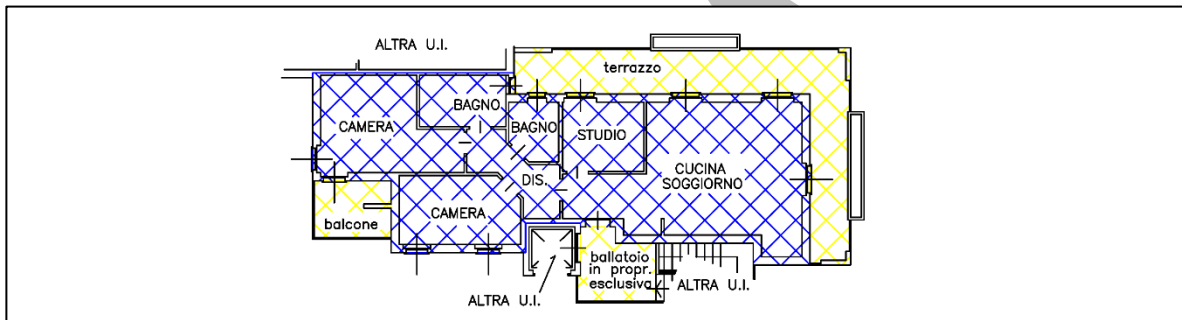 ALTRA U.I.
terrazzo
BAGNO
CAMERA
BAGNO
STUDIO
CUCINA
SOGGIORNO
DIS.
CAMERA
balcone
ballatoio
in propr.
esclusiva
ALTRA U.I.
ALTRA U.I.